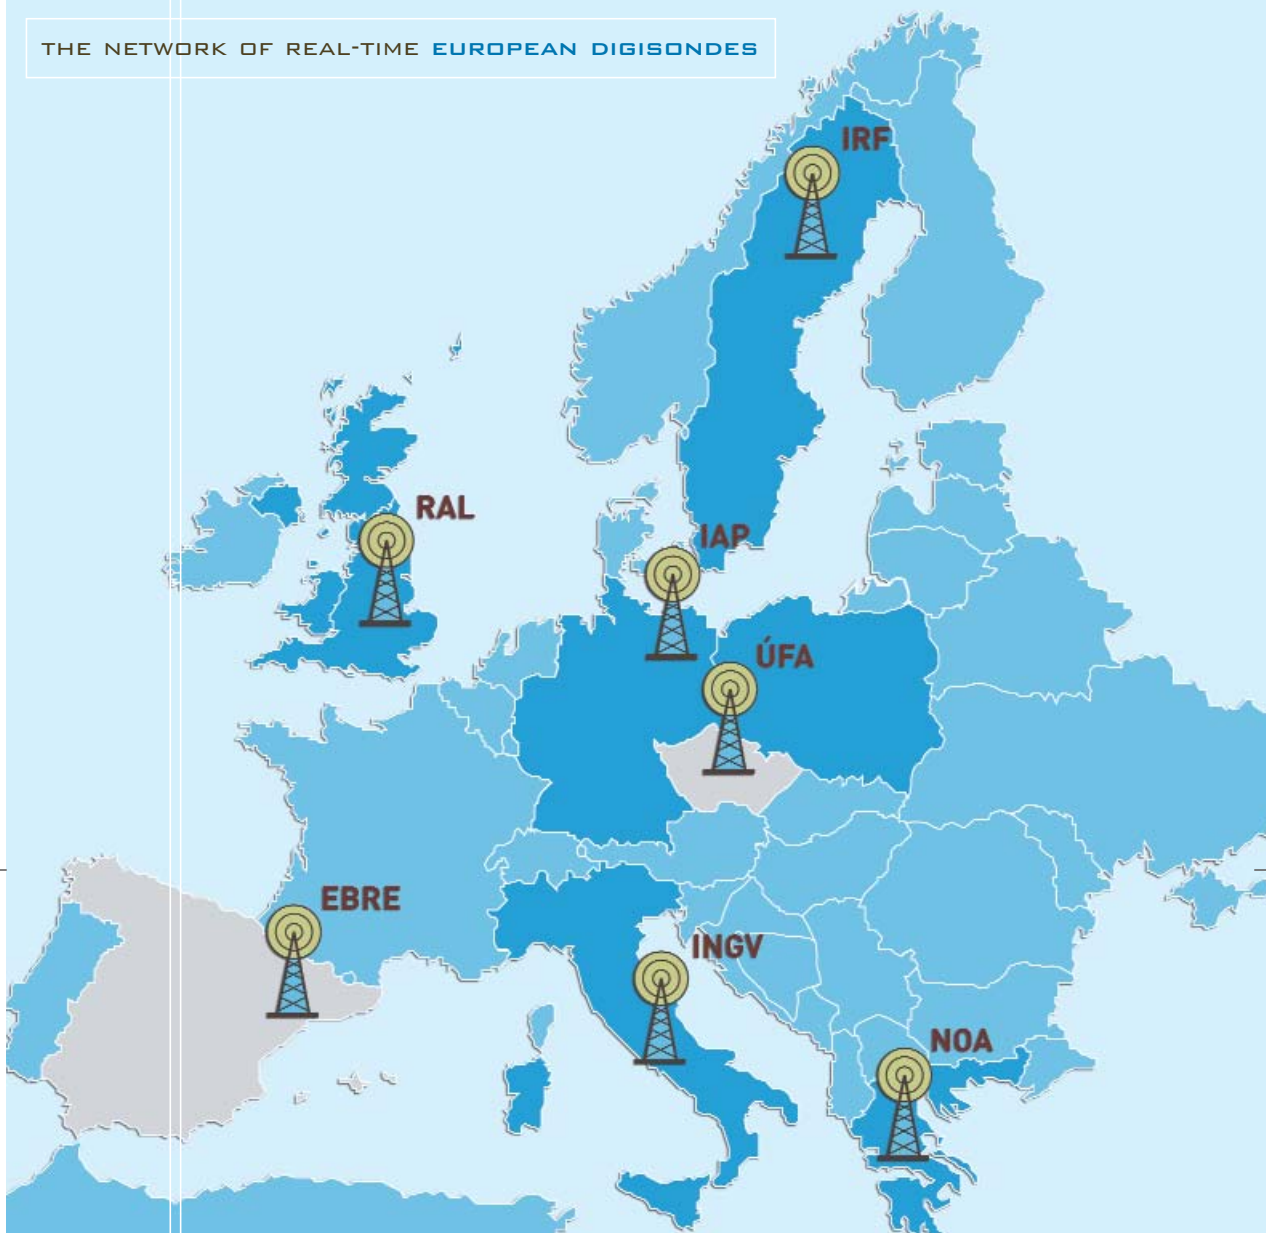 THE NETWORK OF REAL-TIME EUROPEAN DIGISONDES
IRF
RAL
IAP
ÚFA
EBRE
INGV
NOA